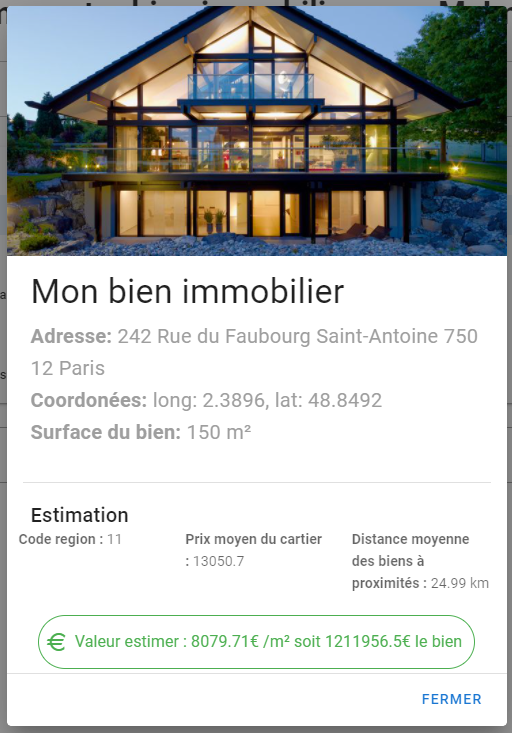 Mon bien immobilier
Adresse: 242 Rue du Faubourg Saint-Antoine 750
12 Paris
Coordonées: long: 2.3896, lat: 48.8492
Surface du bien: 150 m²
Estimation
Code region : 11
Prix moyen du cartier
: 13050.7
Distance moyenne
des biens à
proximités : 24.99 km
Valeur estimer : 8079.71€ /m² soit 1211956.5€ le bien
FERMER